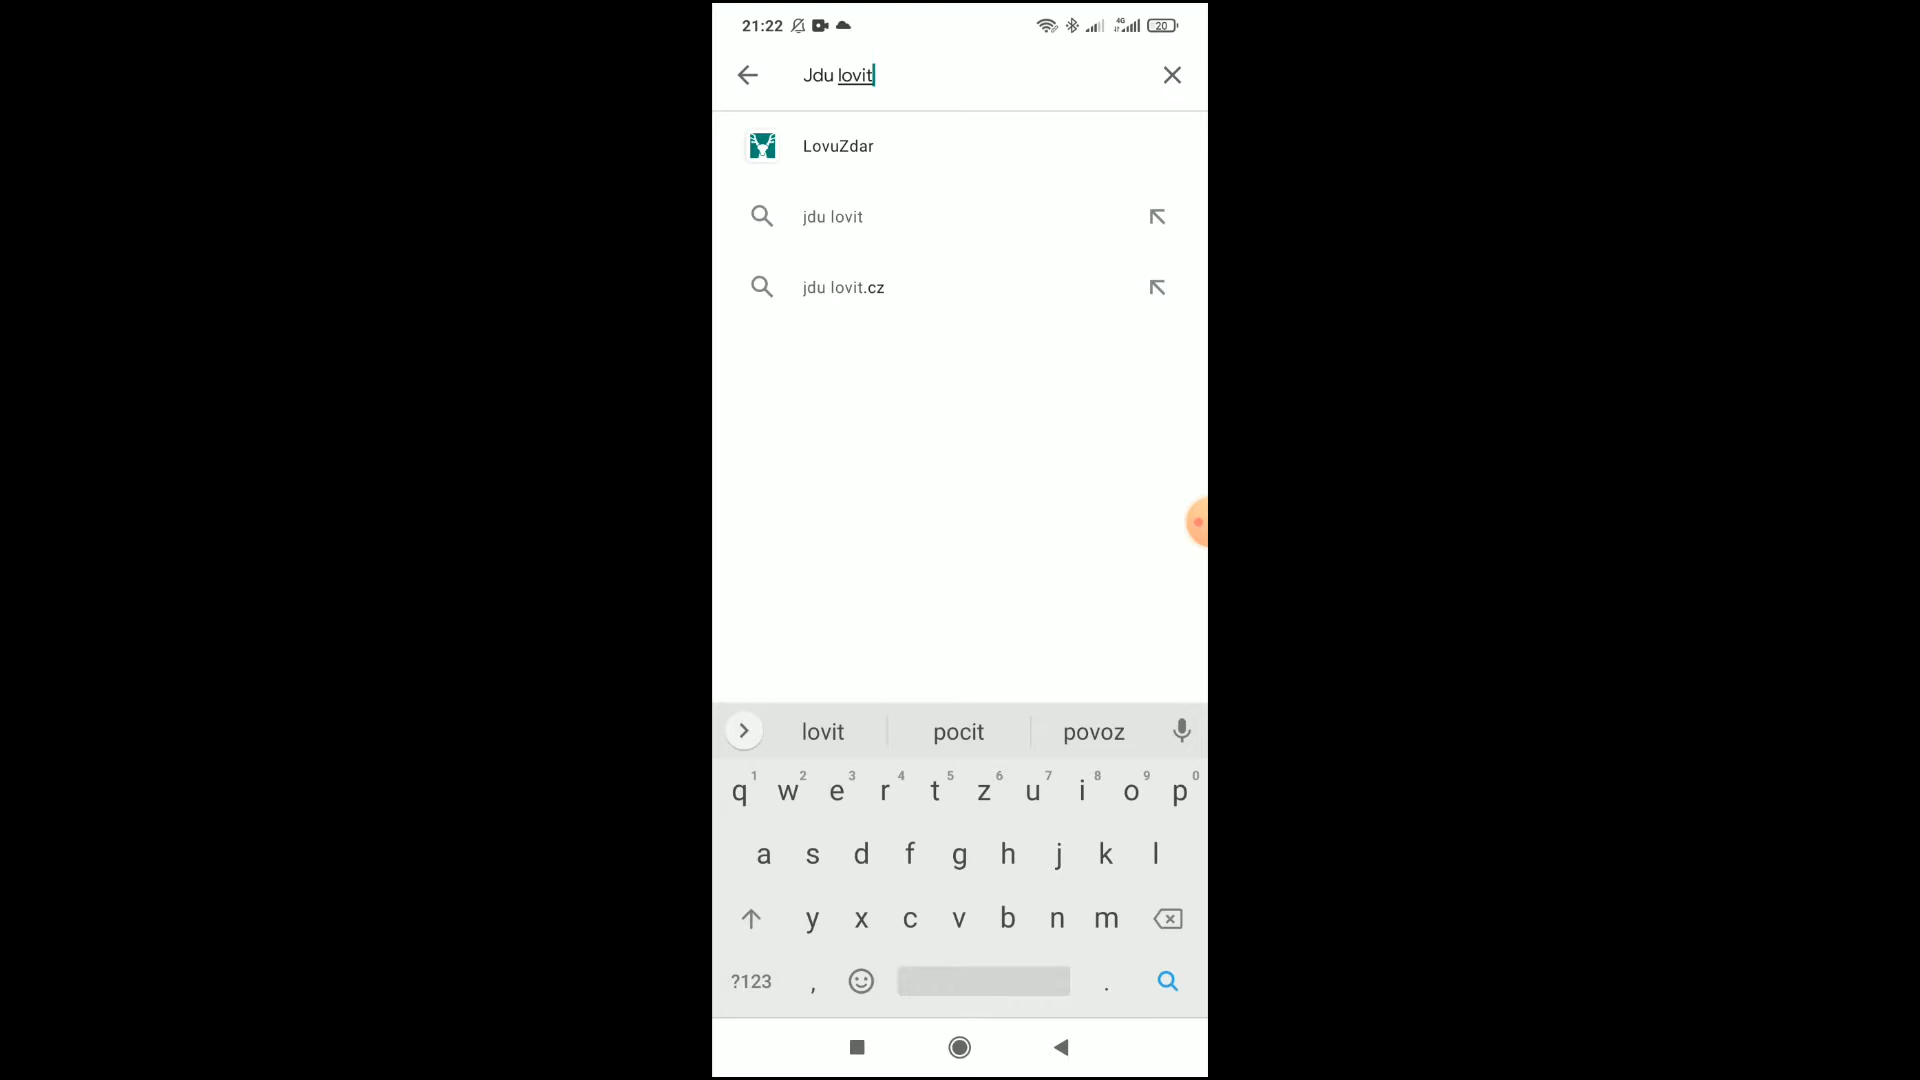 21:22 4G 20
Jdu lovit
LovuZdar
jdu lovit
jdu lovit.cz
lovit pocit povoz
1 2 3 4 5 6 7 8 9 0
q w e r t z u i o p
a s d f g h j k l
y x c v b n m
?123 , .